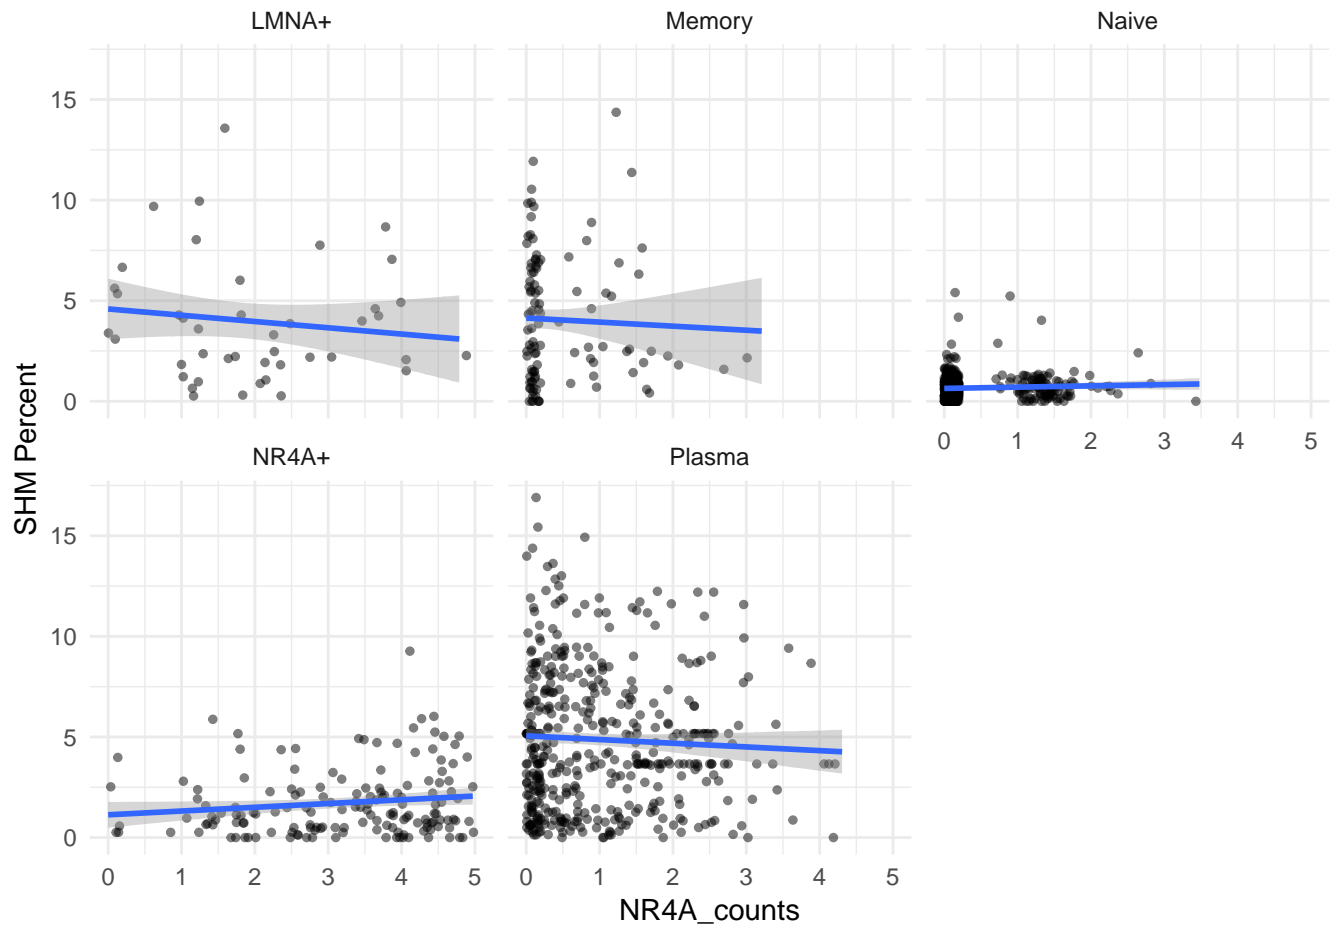 LMNA+ Memory Naive
15
10
5
0
0 1 2 3 4 5
NR4A+ Plasma
SHM Percent
15
10
5
0
0 1 2 3 4 5 0 1 2 3 4 5
NR4A_counts